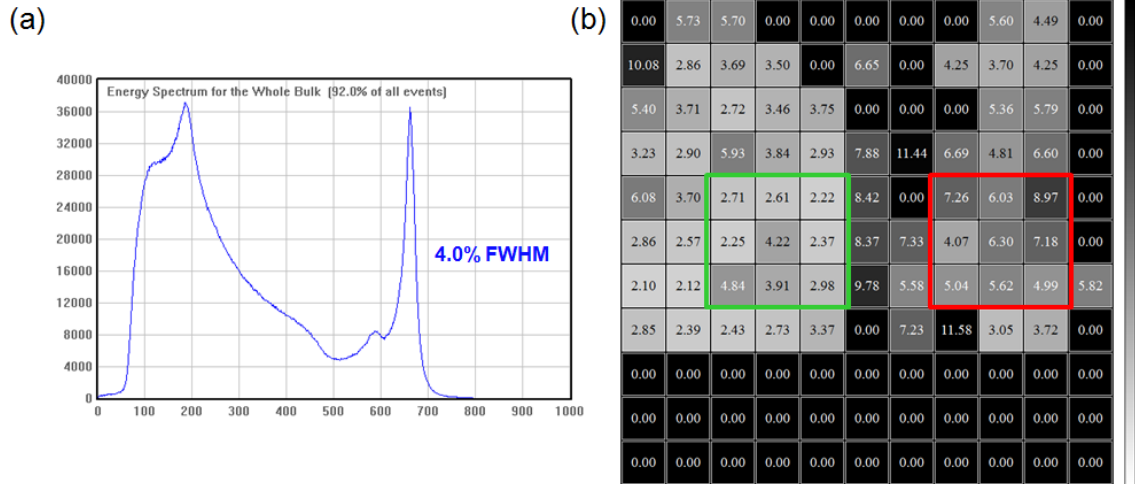 (a)
Energy Spectrum for the Whole Bulk (92.0% of all events)
40000
36000
32000
28000
24000
20000
16000
12000
8000
4000
0
4.0% FWHM
0 100 200 300 400 500 600 700 800 900 1000
(b)
0.00 5.73 5.70 0.00 0.00 0.00 0.00 0.00 5.60 4.49 0.00
10.08 2.86 3.69 3.50 0.00 6.65 0.00 4.25 3.70 4.25 0.00
5.40 3.71 2.72 3.46 3.75 0.00 0.00 0.00 5.36 5.79 0.00
3.23 2.90 5.93 3.84 2.93 7.88 11.44 6.69 4.81 6.60 0.00
6.08 3.70 2.71 2.61 2.22 8.42 0.00 7.26 6.03 8.97 0.00
2.86 2.57 2.25 4.22 2.37 8.37 7.33 4.07 6.30 7.18 0.00
2.10 2.12 4.84 3.91 2.98 9.78 5.58 5.04 5.62 4.99 5.82
2.85 2.39 2.43 2.73 3.37 0.00 7.23 11.58 3.05 3.72 0.00
0.00 0.00 0.00 0.00 0.00 0.00 0.00 0.00 0.00 0.00 0.00
0.00 0.00 0.00 0.00 0.00 0.00 0.00 0.00 0.00 0.00 0.00
0.00 0.00 0.00 0.00 0.00 0.00 0.00 0.00 0.00 0.00 0.00